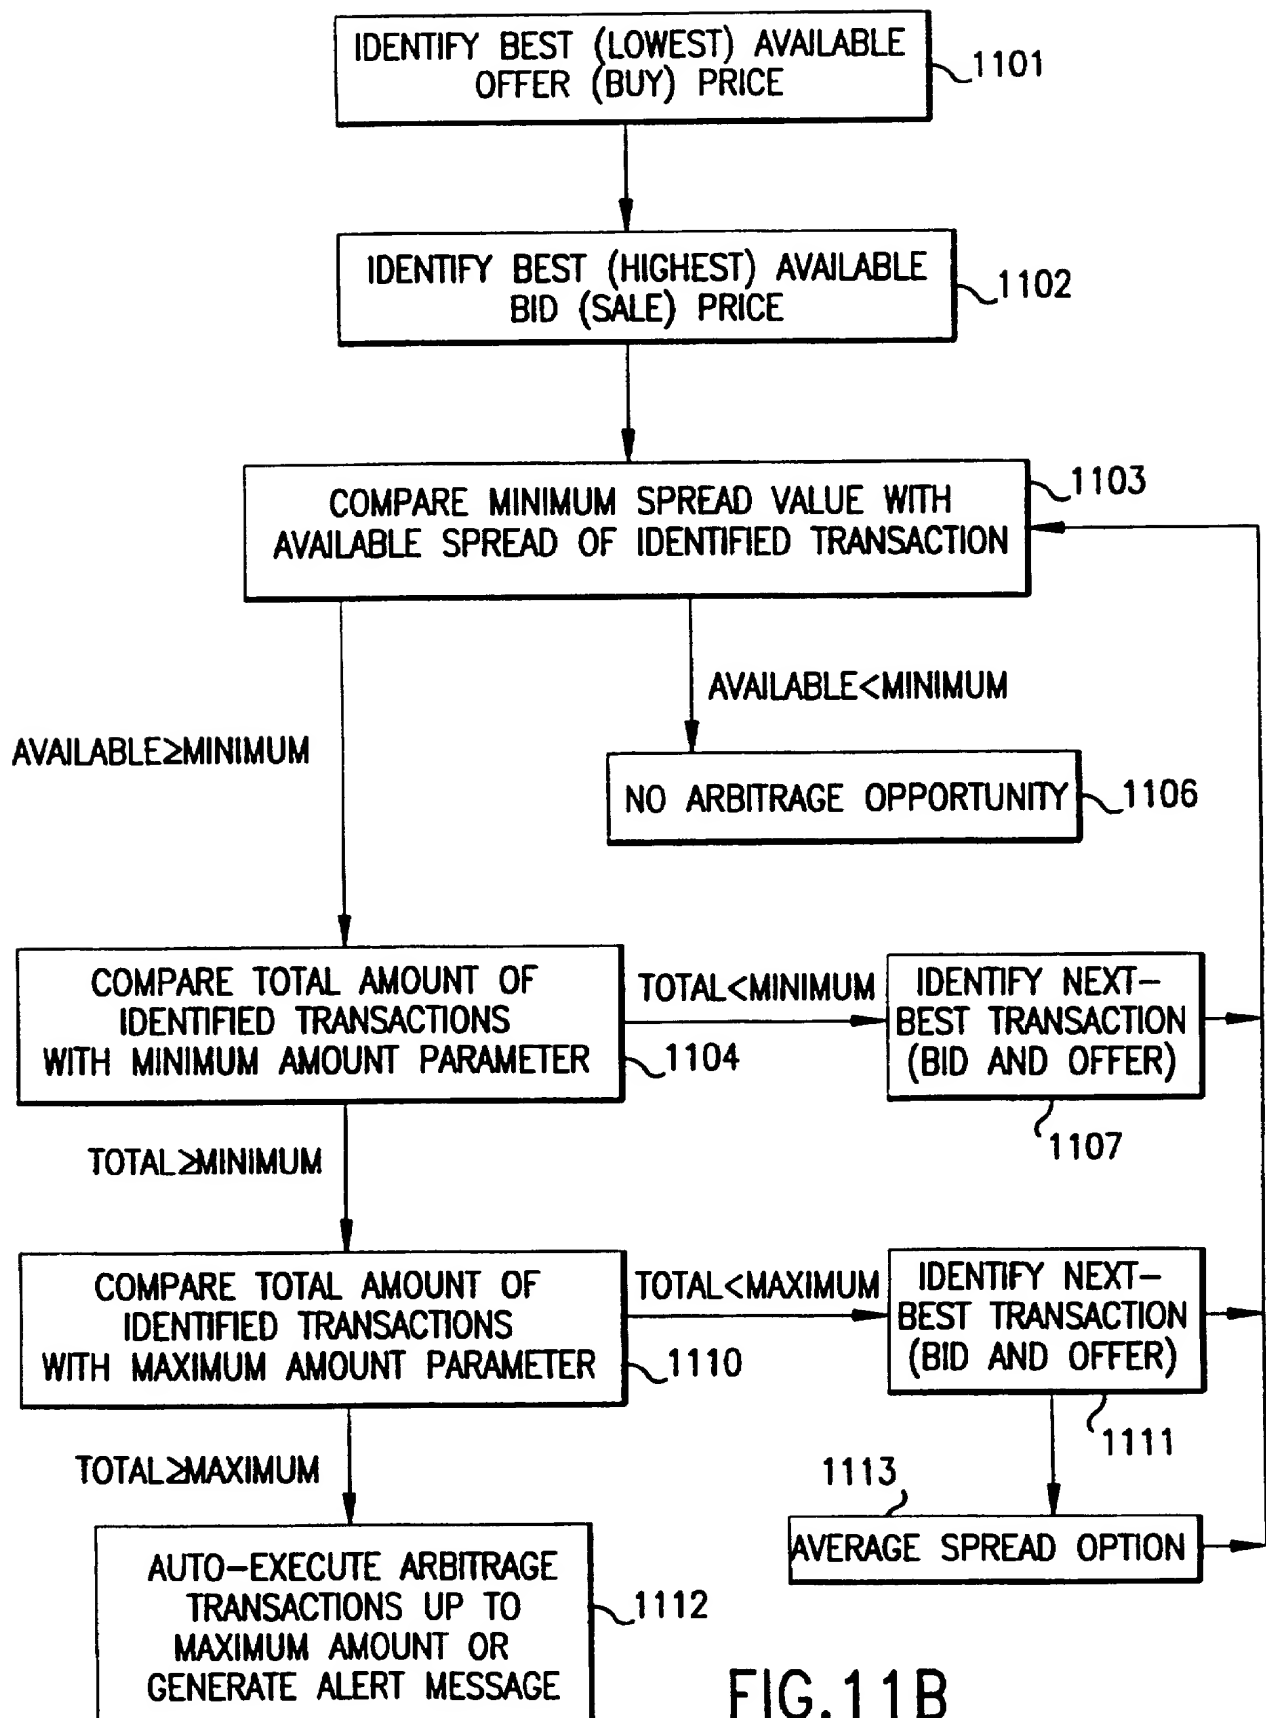 IDENTIFY BEST (LOWEST) AVAILABLE
OFFER (BUY) PRICE
1101
IDENTIFY BEST (HIGHEST) AVAILABLE
BID (SALE) PRICE
1102
COMPARE MINIMUM SPREAD VALUE WITH
AVAILABLE SPREAD OF IDENTIFIED TRANSACTION
1103
AVAILABLE<MINIMUM
AVAILABLE≥MINIMUM
NO ARBITRAGE OPPORTUNITY
1106
COMPARE TOTAL AMOUNT OF
IDENTIFIED TRANSACTIONS
WITH MINIMUM AMOUNT PARAMETER
1104
TOTAL<MINIMUM
IDENTIFY NEXT-
BEST TRANSACTION
(BID AND OFFER)
1107
TOTAL≥MINIMUM
COMPARE TOTAL AMOUNT OF
IDENTIFIED TRANSACTIONS
WITH MAXIMUM AMOUNT PARAMETER
1110
TOTAL<MAXIMUM
IDENTIFY NEXT-
BEST TRANSACTION
(BID AND OFFER)
1111
TOTAL≥MAXIMUM
1113
AVERAGE SPREAD OPTION
AUTO-EXECUTE ARBITRAGE
TRANSACTIONS UP TO
MAXIMUM AMOUNT OR
GENERATE ALERT MESSAGE
1112
FIG.11B